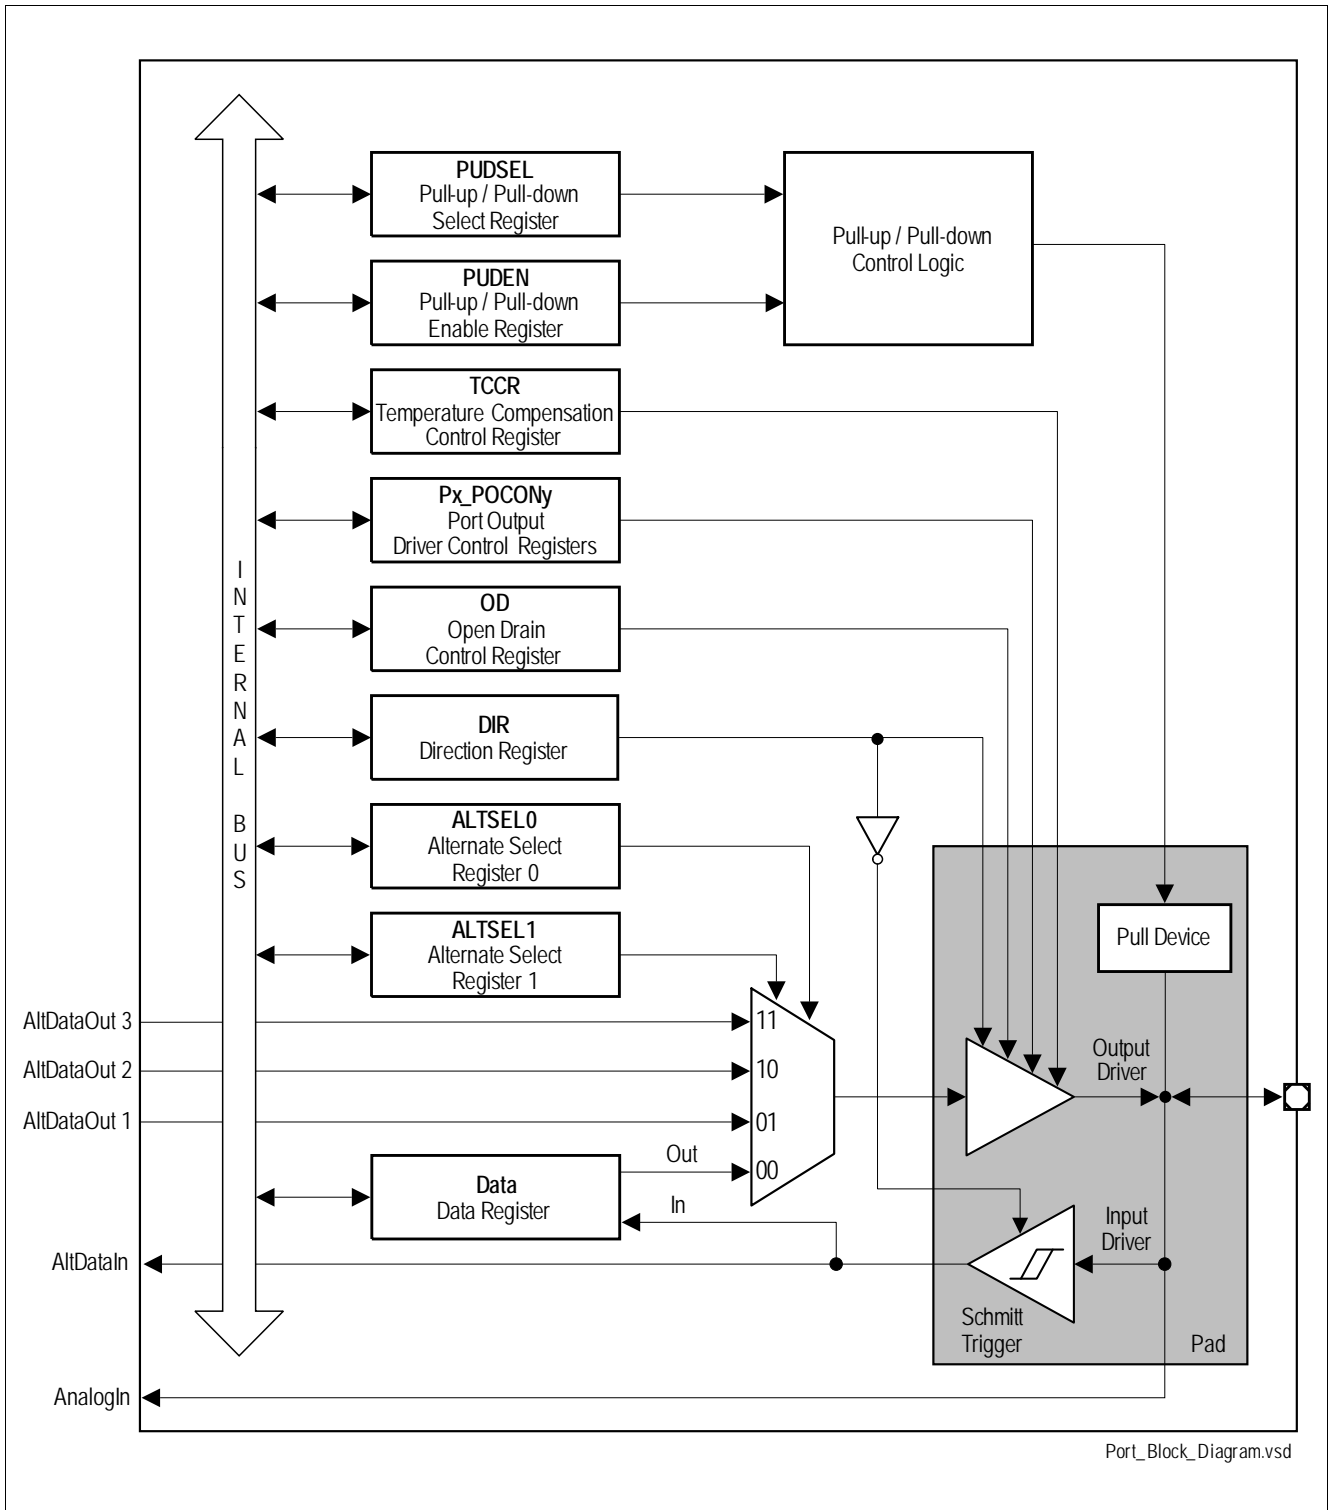 PUDSEL
Pull-up / Pull-down
Select Register
Pull-up / Pull-down
Control Logic
PUDEN
Pull-up / Pull-down
Enable Register
TCCR
Temperature Compensation
Control Register
Px_POCONy
Port Output
Driver Control Registers
INTERNAL BUS
OD
Open Drain
Control Register
DIR
Direction Register
ALTSEL0
Alternate Select
Register 0
ALTSEL1
Alternate Select
Register 1
Pull Device
AltDataOut 3
11
AltDataOut 2
10
AltDataOut 1
01
00
Output
Driver
Out
Data
Data Register
In
Input
Driver
AltDataIn
Schmitt
Trigger
Pad
AnalogIn
Port_Block_Diagram.vsd